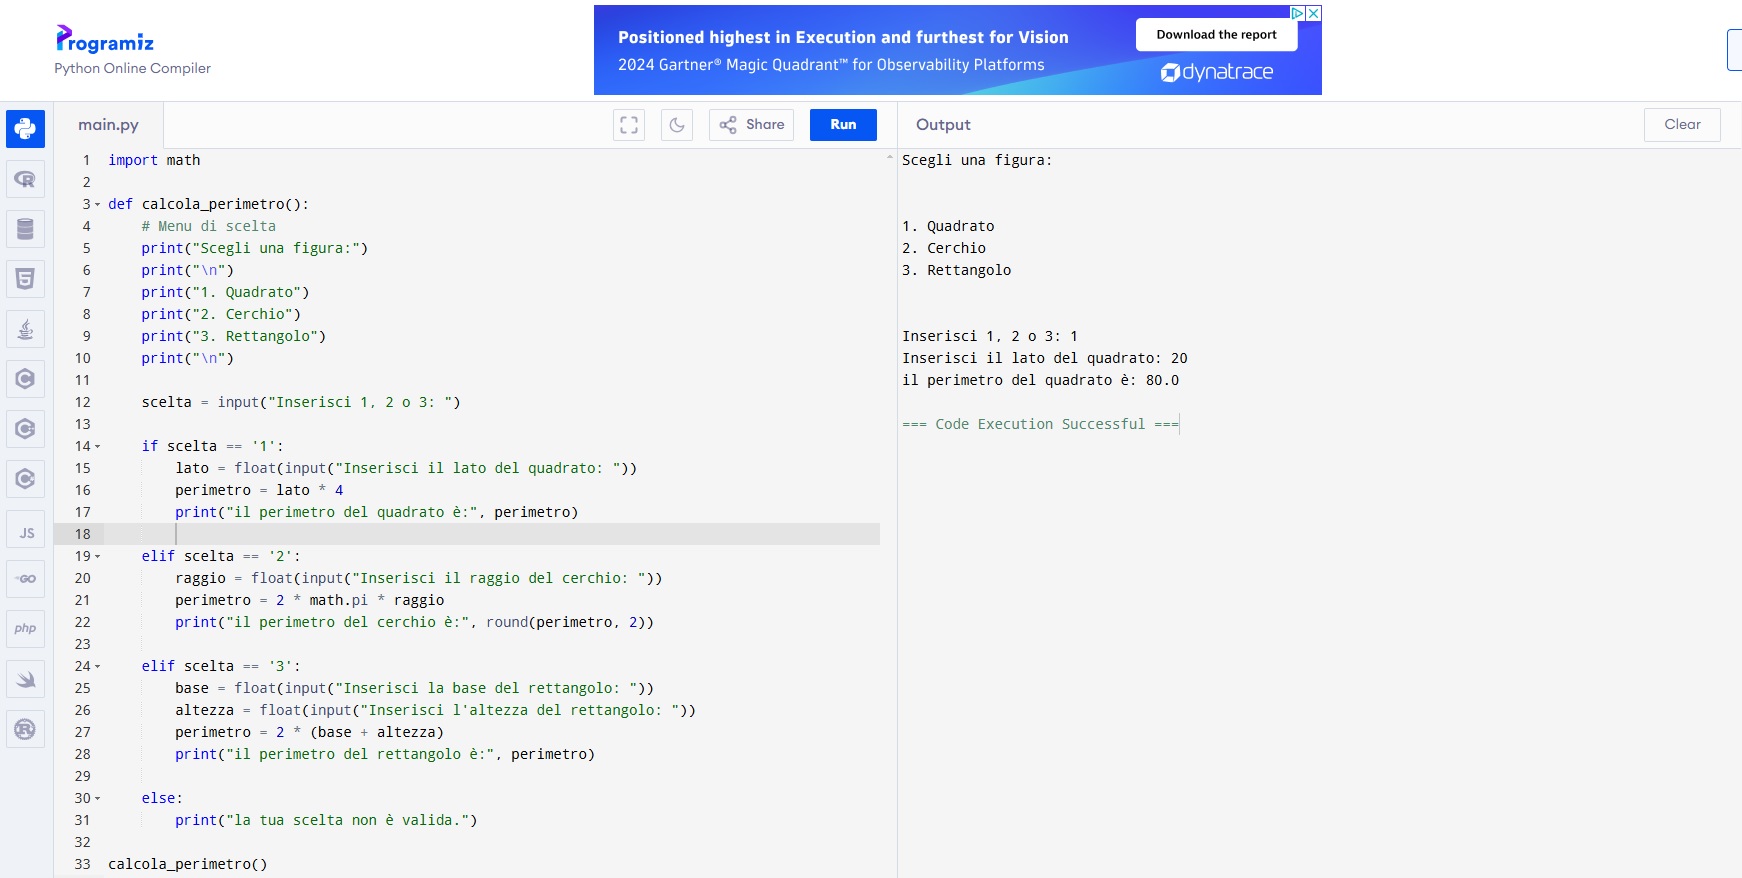 Programiz
Python Online Compiler
Positioned highest in Execution and furthest for Vision
2024 Gartner® Magic Quadrant™ for Observability Platforms
Download the report
dynatrace
main.py
Share
Run
Output
Clear
1 import math
2
3 def calcola_perimetro():
4     # Menu di scelta
5     print("Scegli una figura:")
6     print("\n")
7     print("1. Quadrato")
8     print("2. Cerchio")
9     print("3. Rettangolo")
10     print("\n")
11
12     scelta = input("Inserisci 1, 2 o 3: ")
13
14     if scelta == '1':
15         lato = float(input("Inserisci il lato del quadrato: "))
16         perimetro = lato * 4
17         print("il perimetro del quadrato è:", perimetro)
18
19     elif scelta == '2':
20         raggio = float(input("Inserisci il raggio del cerchio: "))
21         perimetro = 2 * math.pi * raggio
22         print("il perimetro del cerchio è:", round(perimetro, 2))
23
24     elif scelta == '3':
25         base = float(input("Inserisci la base del rettangolo: "))
26         altezza = float(input("Inserisci l'altezza del rettangolo: "))
27         perimetro = 2 * (base + altezza)
28         print("il perimetro del rettangolo è:", perimetro)
29
30     else:
31         print("la tua scelta non è valida.")
32
33 calcola_perimetro()
Scegli una figura:
1. Quadrato
2. Cerchio
3. Rettangolo
Inserisci 1, 2 o 3: 1
Inserisci il lato del quadrato: 20
il perimetro del quadrato è: 80.0
=== Code Execution Successful ===
R
5
C
C
C
JS
GO
php
R